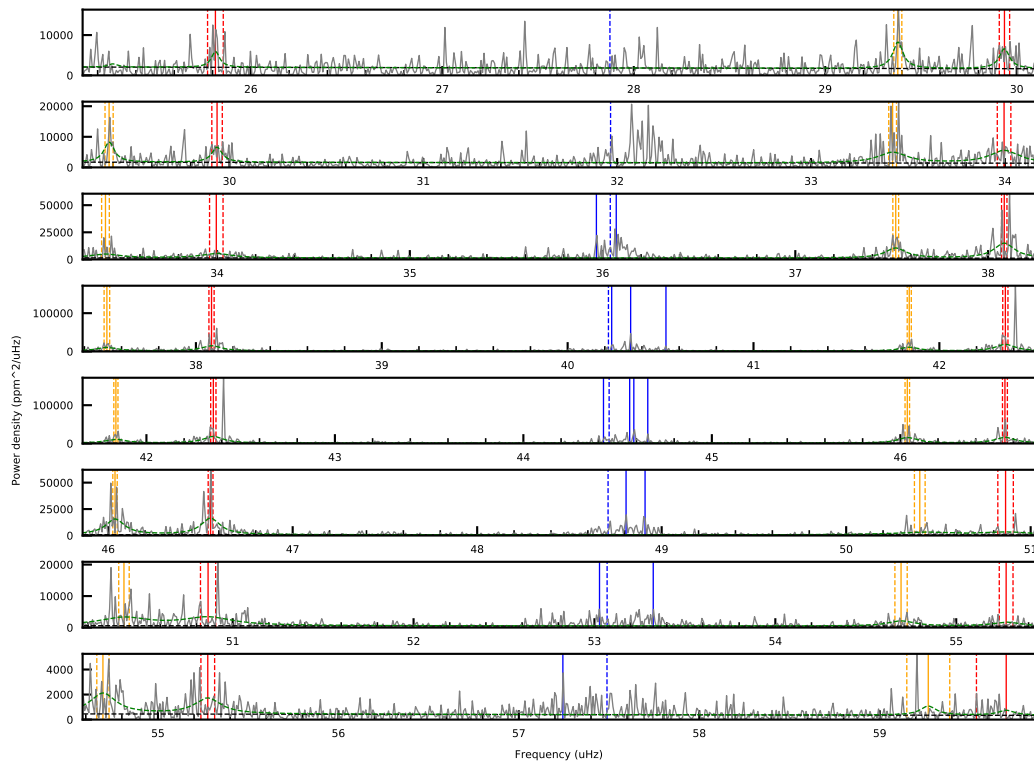 10000
0
26 27 28 29 30
20000
10000
0
30 31 32 33 34
50000
25000
0
34 35 36 37 38
100000
0
38 39 40 41 42
100000
0
42 43 44 45 46
50000
25000
0
46 47 48 49 50 51
20000
10000
0
51 52 53 54 55
4000
2000
0
55 56 57 58 59
Power density (ppm^2/uHz)
Frequency (uHz)